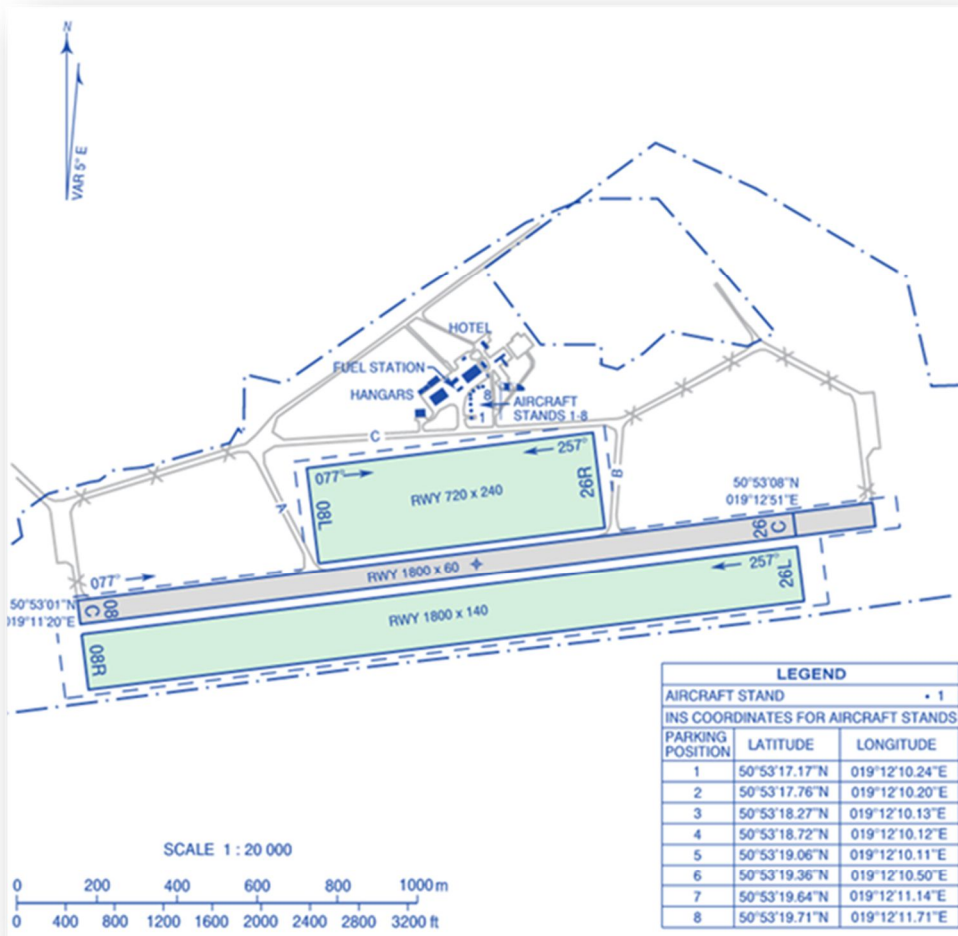 N
VAR 5° E
HOTEL
FUEL STATION
HANGARS
8
AIRCRAFT
STANDS 1-8
1
C
077°
257°
A
08L
RWY 720 x 240
26R
B
50°53'08"N
019°12'51"E
077°
RWY 1800 x 60
26
C
50°53'01"N
019°11'20"E
C
08
257°
26L
RWY 1800 x 140
08R
LEGEND
AIRCRAFT STAND • 1
INS COORDINATES FOR AIRCRAFT STANDS
PARKING
POSITION LATITUDE LONGITUDE
1 50°53'17.17"N 019°12'10.24"E
2 50°53'17.76"N 019°12'10.20"E
3 50°53'18.27"N 019°12'10.13"E
4 50°53'18.72"N 019°12'10.12"E
5 50°53'19.06"N 019°12'10.11"E
6 50°53'19.36"N 019°12'10.50"E
7 50°53'19.64"N 019°12'11.14"E
8 50°53'19.71"N 019°12'11.71"E
SCALE 1 : 20 000
0 200 400 600 800 1000 m
0 400 800 1200 1600 2000 2400 2800 3200 ft